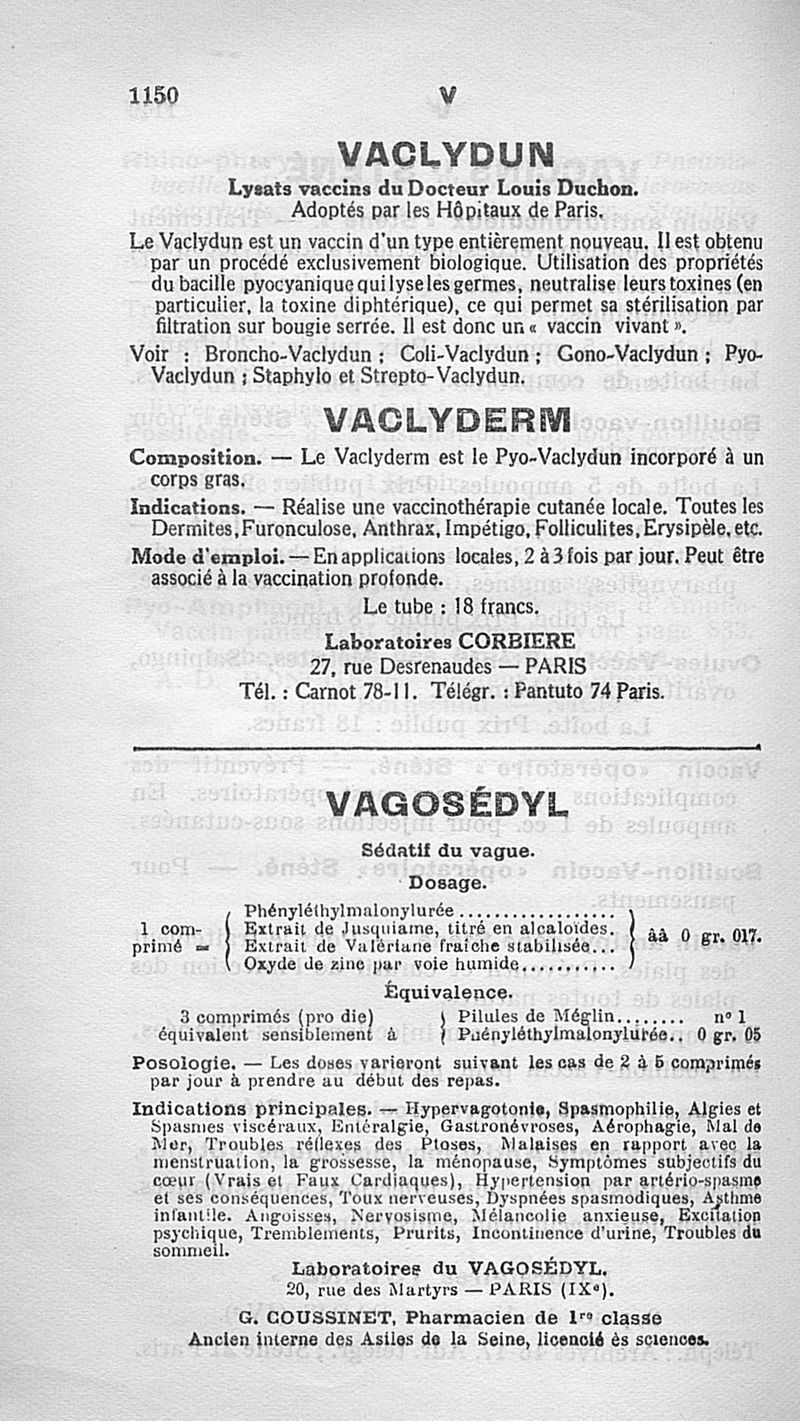 1150
V
VACLYDUN
Lysats vaccins du Docteur Louis Duchon.
Adoptés par les Hôpitaux de Paris.
Le Vaclydun est un vaccin d'un type entièrement nouveau. Il est obtenu
par un procédé exclusivement biologique. Utilisation des propriétés
du bacille pyocyanique qui lyse les germes, neutralise leurs toxines (en
particulier, la toxine diphtérique), ce qui permet sa stérilisation par
filtration sur bougie serrée. Il est donc un « vaccin vivant ».
Voir : Broncho-Vaclydun ; Coli-Vaclydun ; Gono-Vaclydun ; Pyo-
Vaclydun ; Staphylo et Strepto-Vaclydun.
VACLYDERM
Composition. — Le Vaclyderm est le Pyo-Vaclydun incorporé à un
corps gras.
Indications. — Réalise une vaccinothérapie cutanée locale. Toutes les
Dermites, Furonculose, Anthrax, Impétigo, Folliculites, Erysipèle, etc.
Mode d'emploi. — En applications locales, 2 à 3 fois par jour. Peut être
associé à la vaccination profonde.
Le tube : 18 francs.
Laboratoires CORBIERE
27, rue Desrenaudes — PARIS
Tél. : Carnot 78-11. Télégr. : Pantuto 74 Paris.
VAGOSÉDYL
Sédatif du vague.
Dosage.
1 comprimé =
Phényléthylmalonylurée..................
Extrait de Jusquiame, titré en alcaloïdes.
Extrait de Valériane fraîche stabilisée...
Oxyde de zinc par voie humide...........
àâ 0 gr. 017.
Équivalence.
3 comprimés (pro die)
équivalent sensiblement à
Pilules de Méglin........ n° 1
Phényléthylmalonylurée.. 0 gr. 05
Posologie. — Les doses varieront suivant les cas de 2 à 5 comprimés
par jour à prendre au début des repas.
Indications principales. — Hypervagotonie, Spasmophilie, Algies et
Spasmes viscéraux, Entéralgie, Gastronévroses, Aérophagie, Mal de
Mer, Troubles réflexes des Ptoses, Malaises en rapport avec la
menstruation, la grossesse, la ménopause, Symptômes subjectifs du
cœur (Vrais et Faux Cardiaques), Hypertension par artério-spasme
et ses conséquences, Toux nerveuses, Dyspnées spasmodiques, Asthme
infantile. Angoisses, Nervosisme, Mélancolie anxieuse, Excitation
psychique, Tremblements, Prurits, Incontinence d'urine, Troubles du
sommeil.
Laboratoires du VAGOSÉDYL.
20, rue des Martyrs — PARIS (IXe).
G. COUSSINET, Pharmacien de 1re classe
Ancien interne des Asiles de la Seine, licencié ès sciences.